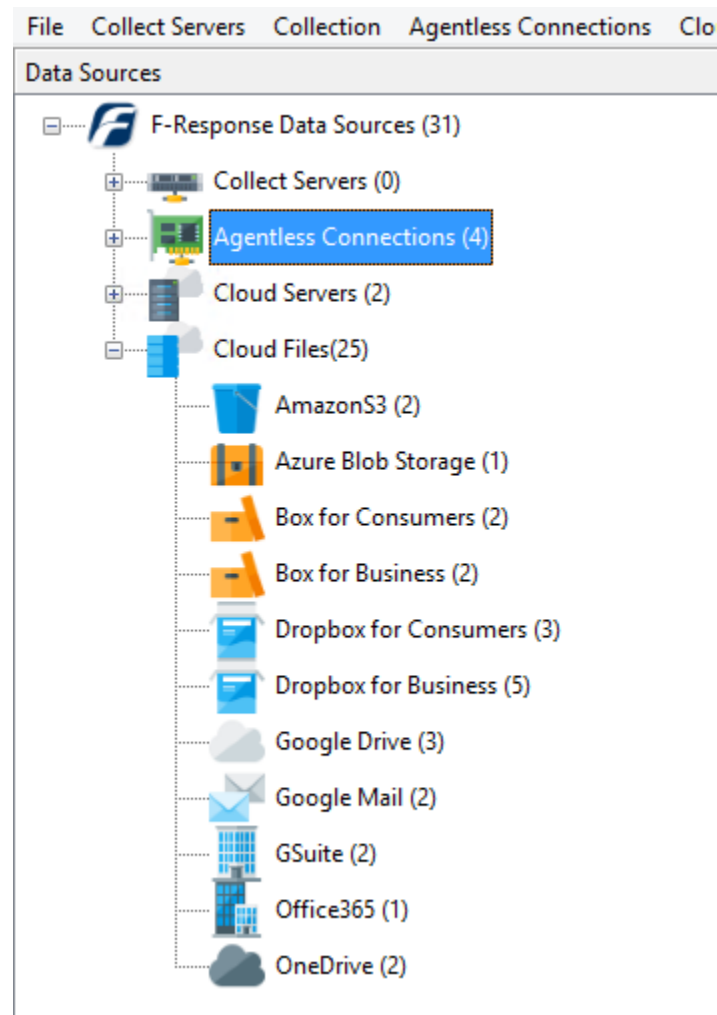 File Collect Servers Collection Agentless Connections Clo
Data Sources
F-Response Data Sources (31)
Collect Servers (0)
Agentless Connections (4)
Cloud Servers (2)
Cloud Files(25)
AmazonS3 (2)
Azure Blob Storage (1)
Box for Consumers (2)
Box for Business (2)
Dropbox for Consumers (3)
Dropbox for Business (5)
Google Drive (3)
Google Mail (2)
GSuite (2)
Office365 (1)
OneDrive (2)